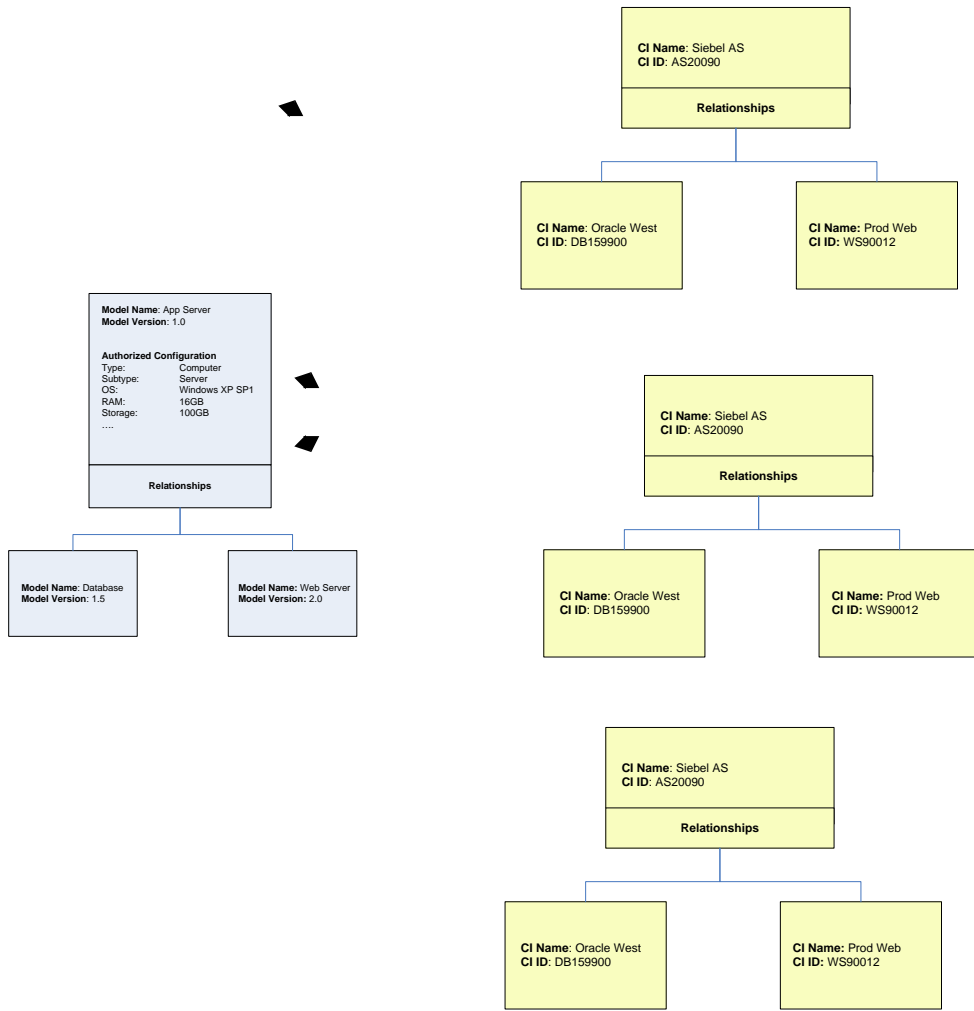 CI Name: Siebel AS
CI ID: AS20090
Relationships
CI Name: Oracle West
CI ID: DB159900
CI Name: Prod Web
CI ID: WS90012
Model Name: App Server
Model Version: 1.0
Authorized Configuration
Type: Computer
Subtype: Server
OS: Windows XP SP1
RAM: 16GB
Storage: 100GB
....
Relationships
Model Name: Database
Model Version: 1.5
Model Name: Web Server
Model Version: 2.0
CI Name: Siebel AS
CI ID: AS20090
Relationships
CI Name: Oracle West
CI ID: DB159900
CI Name: Prod Web
CI ID: WS90012
CI Name: Siebel AS
CI ID: AS20090
Relationships
CI Name: Oracle West
CI ID: DB159900
CI Name: Prod Web
CI ID: WS90012